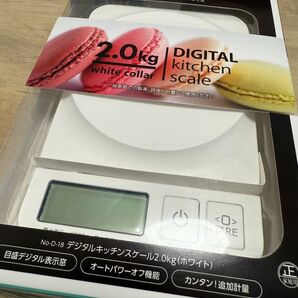 2.0kg
white collar
DIGITAL
kitchen
scale
<0>
TARE
No-D-18 デジタルキッチンスケール2.0kg(ホワイト)
目盛デジタル表示窓
オートパワーオフ機能
カンタン!追加計量
正